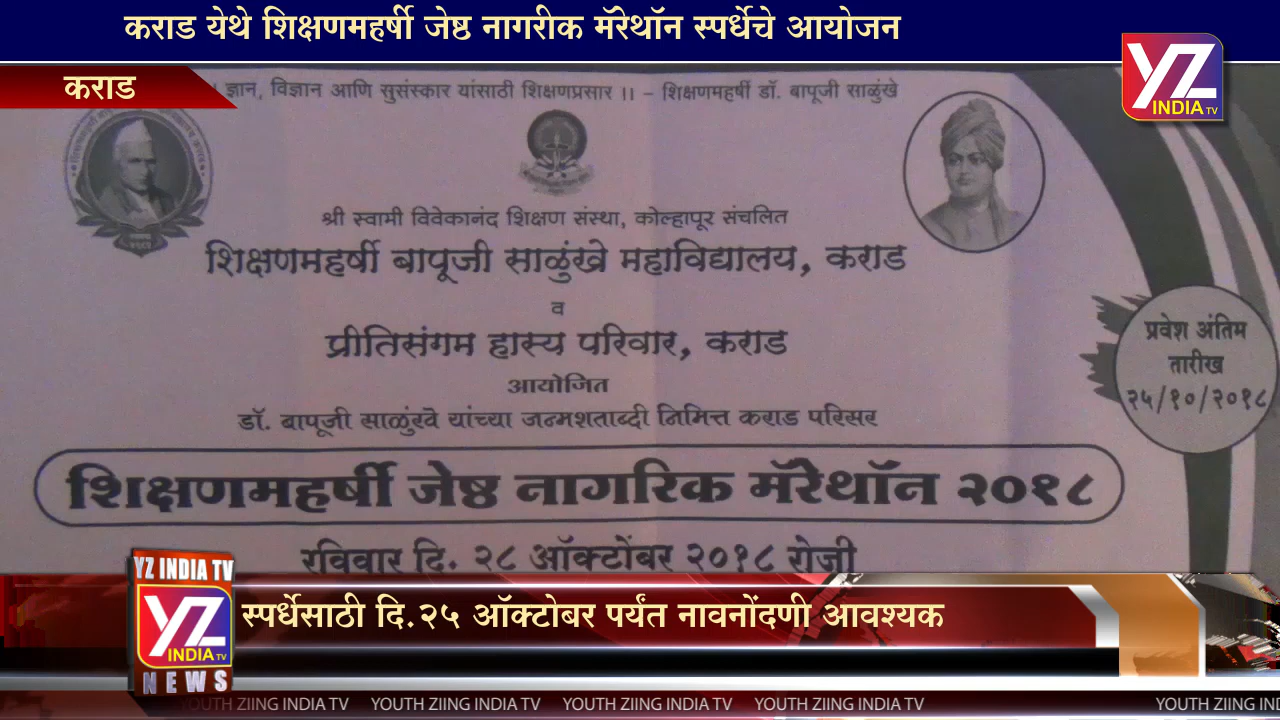 कराड येथे शिक्षणमहर्षी जेष्ठ नागरीक मॅरेथॉन स्पर्धेचे आयोजन
YZ
INDIA TV
कराड
। ज्ञान, विज्ञान आणि सुसंस्कार यांसाठी शिक्षणप्रसार ।। - शिक्षणमहर्षी डॉ. बापूजी साळुंखे
श्री स्वामी विवेकानंद शिक्षण संस्था, कोल्हापूर संचलित
शिक्षणमहर्षी बापूजी साळुंखे महाविद्यालय, कराड
व
प्रीतिसंगम हास्य परिवार, कराड
आयोजित
डॉ. बापूजी साळुंखे यांच्या जन्मशताब्दी निमित्त कराड परिसर
शिक्षणमहर्षी जेष्ठ नागरिक मॅरेथॉन २०१८
रविवार दि. २८ ऑक्टोंबर २०१८ रोजी
प्रवेश अंतिम
तारीख
२५/१०/२०१८
YZ INDIA TV
YZ
INDIA TV
NEWS
स्पर्धेसाठी दि.२५ ऑक्टोबर पर्यंत नावनोंदणी आवश्यक
YOUTH ZIING INDIA TV YOUTH ZIING INDIA TV YOUTH ZIING INDIA TV YOUTH ZIING INDIA TV YOUTH ZIING IND